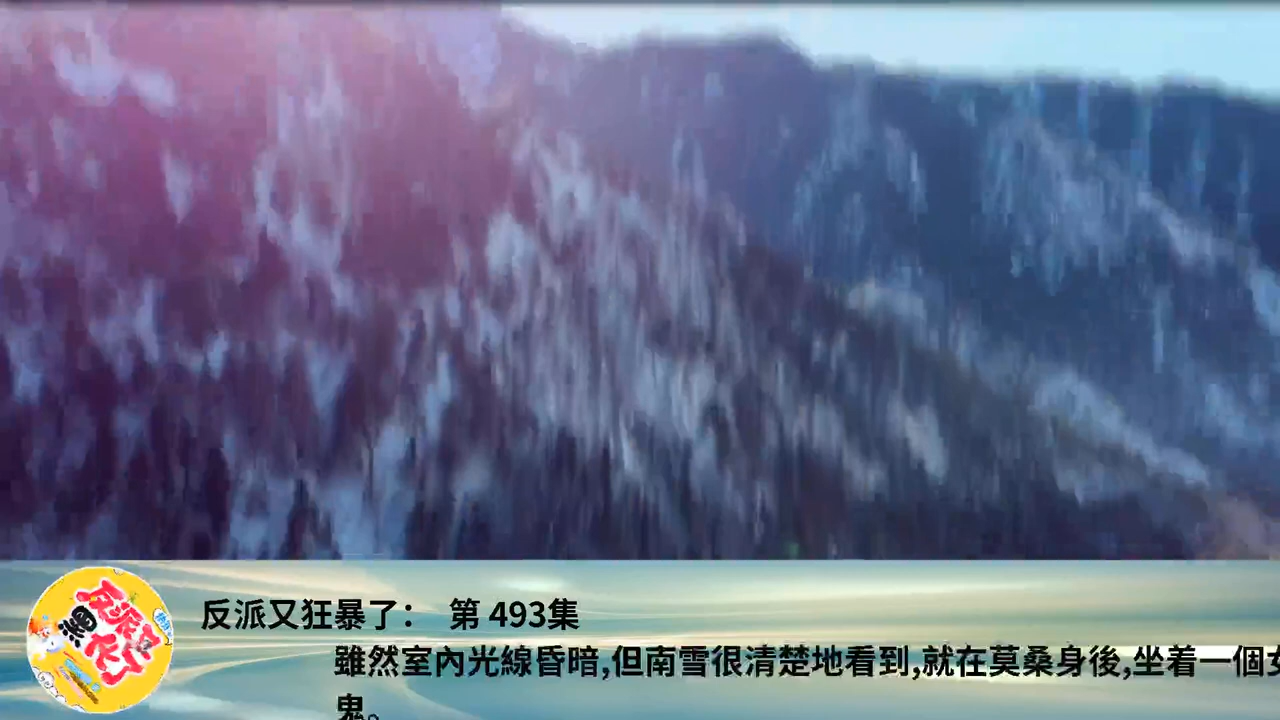 反派又狂暴了： 第 493集
雖然室內光線昏暗,但南雪很清楚地看到,就在莫桑身後,坐着一個女
鬼。